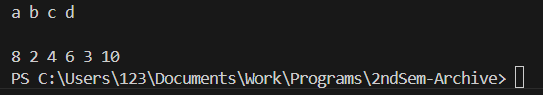 a b c d
8 2 4 6 3 10
PS C:\Users\123\Documents\Work\Programs\2ndSem-Archive>